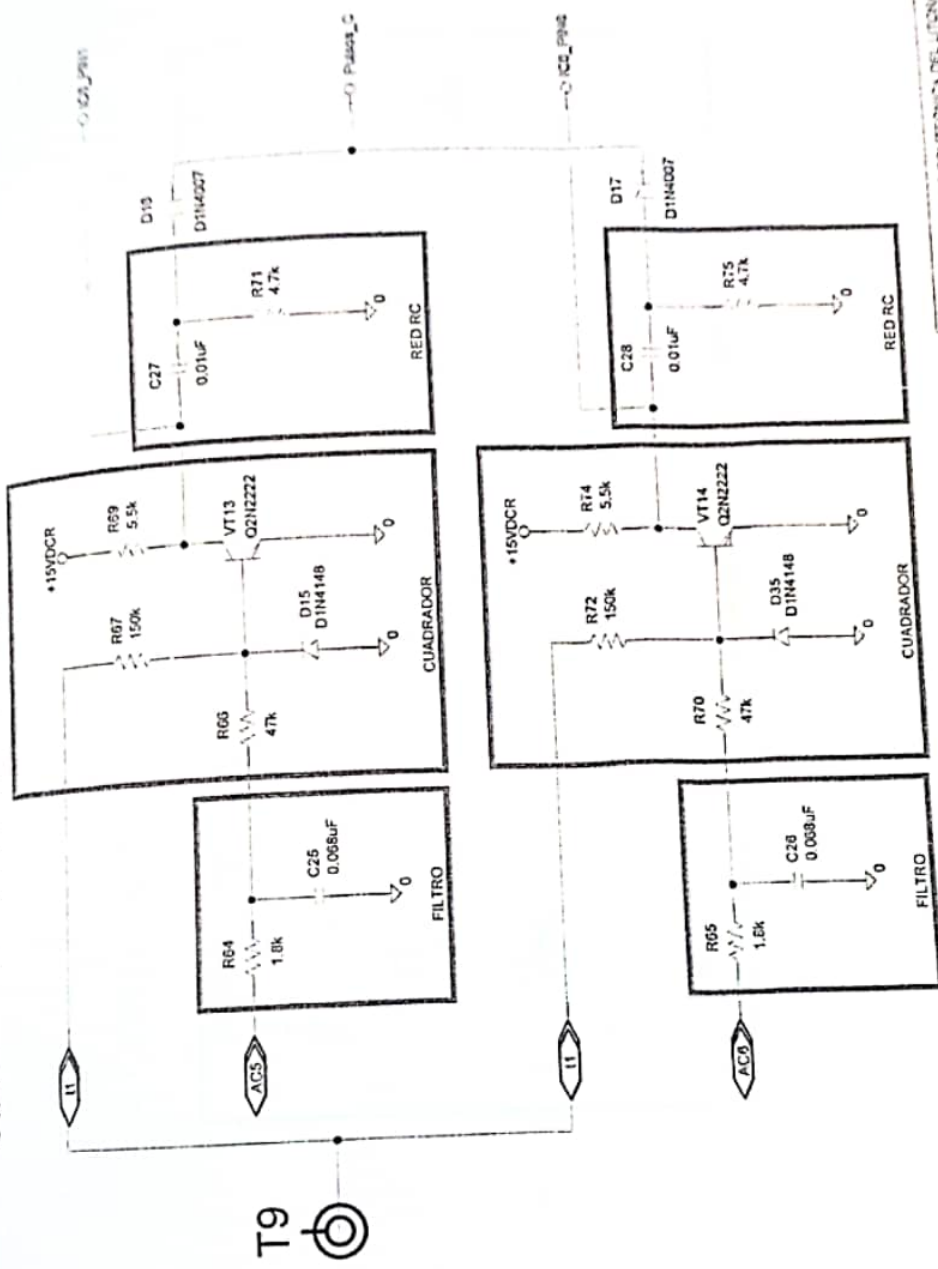 T9
I1
AC5
R64
1.8k
C25
0.068uF
FILTRO
R66
47k
R67
150k
+15VDCR
R69
5.5k
VT13
Q2N2222
D15
D1N4148
0
0
0
CUADRADOR
C27
0.01uF
R71
4.7k
0
RED RC
D1N4007
Pulsos_C
I1
AC6
R65
C26
0.068uF
0
FILTRO
R70
47k
R72
150k
+15VDCR
R74
5.5k
VT14
Q2N2222
D35
D1N4148
0
0
CUADRADOR
C28
0.01uF
R75
4.7k
0
RED RC
D17
D1N4007